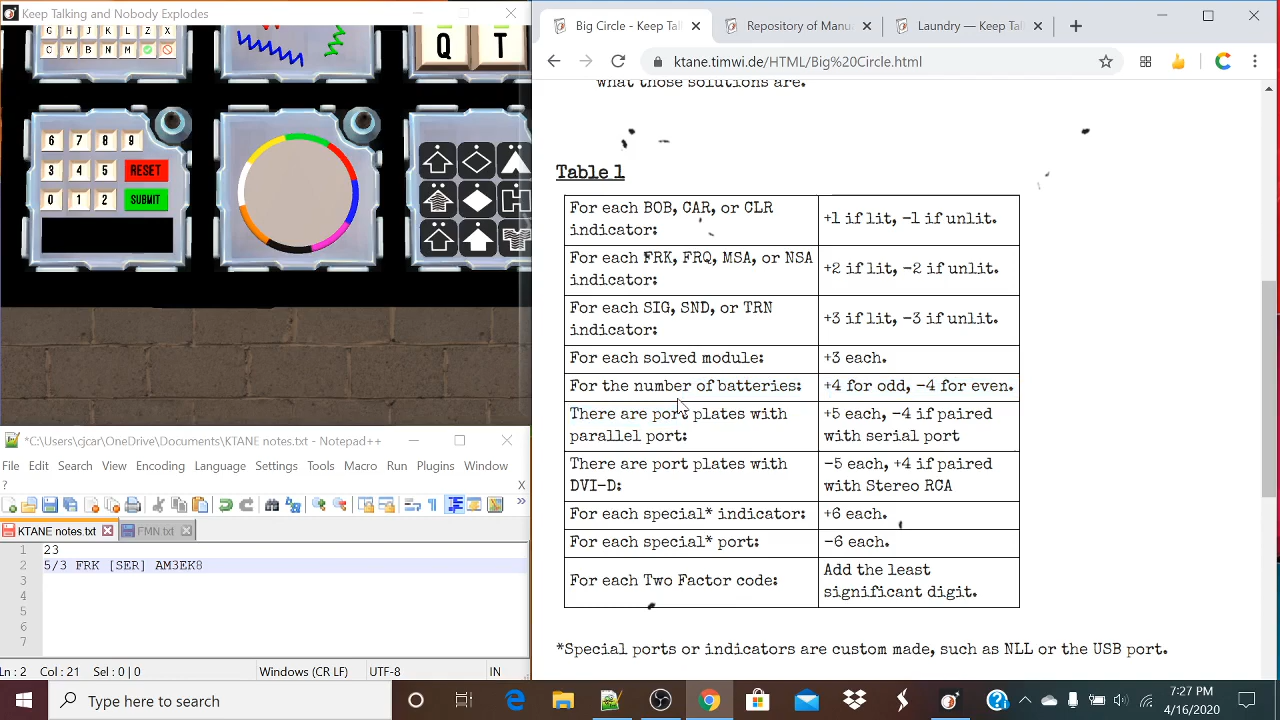 Keep Talking and Nobody Explodes
G H J K L Z X
C V B N M
Q T
6 7 8 9
3 4 5 RESET
0 1 2 SUBMIT
*C:\Users\cjcar\OneDrive\Documents\KTANE notes.txt - Notepad++
File Edit Search View Encoding Language Settings Tools Macro Run Plugins Window
? X
KTANE notes.txt FMN txt
1 23
2 5/3 FRK [SER] AM3EK8
3
4
5
6
7
Ln : 2 Col : 21 Sel : 0 | 0 Windows (CR LF) UTF-8 IN
Big Circle - Keep Tal
Repository of Manu
Listening - Keep Tal
ktane.timwi.de/HTML/Big%20Circle.html
what those solutions are.
Table 1
For each BOB, CAR, or CLR indicator: +1 if lit, -1 if unlit.
For each FRK, FRQ, MSA, or NSA indicator: +2 if lit, -2 if unlit.
For each SIG, SND, or TRN indicator: +3 if lit, -3 if unlit.
For each solved module: +3 each.
For the number of batteries: +4 for odd, -4 for even.
There are port plates with parallel port: +5 each, -4 if paired with serial port
There are port plates with DVI-D: -5 each, +4 if paired with Stereo RCA
For each special* indicator: +6 each.
For each special* port: -6 each.
For each Two Factor code: Add the least significant digit.
*Special ports or indicators are custom made, such as NLL or the USB port.
Type here to search
7:27 PM
4/16/2020